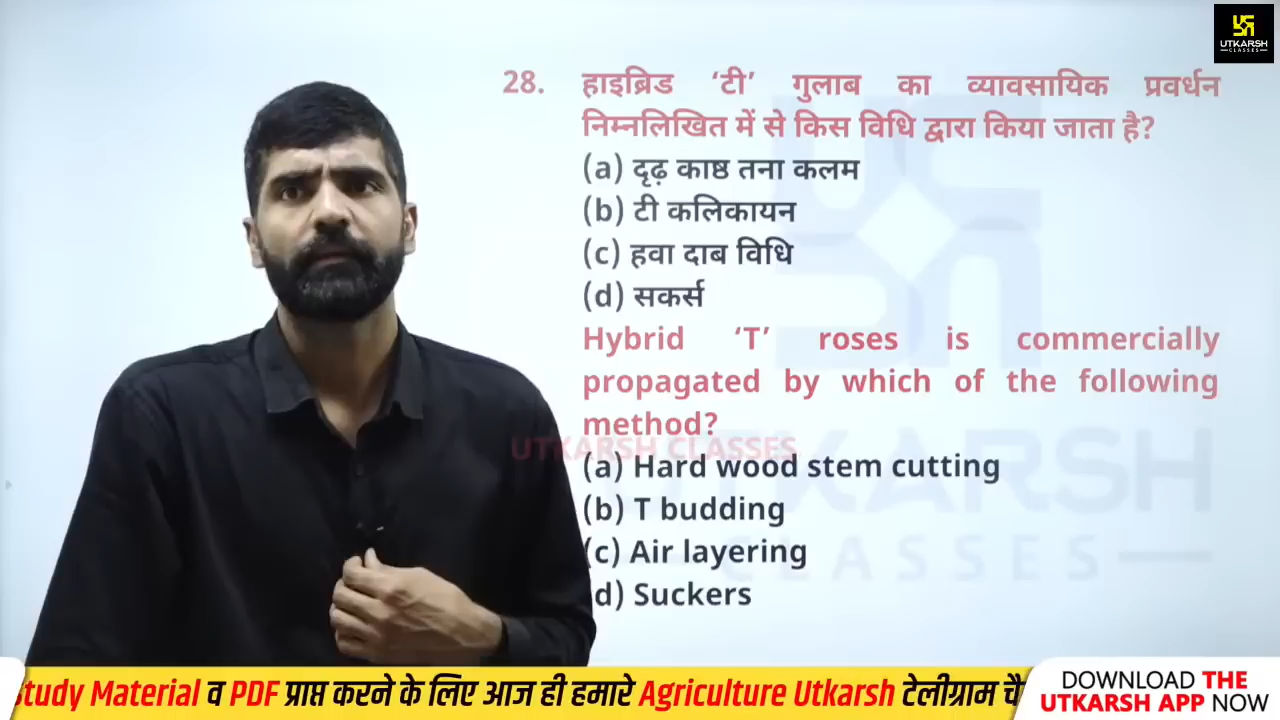 UTKARSH
CLASSES
28. हाइब्रिड ‘टी’ गुलाब का व्यावसायिक प्रवर्धन
निम्नलिखित में से किस विधि द्वारा किया जाता है?
(a) दृढ़ काष्ठ तना कलम
(b) टी कलिकायन
(c) हवा दाब विधि
(d) सकर्स
Hybrid ‘T’ roses is commercially
propagated by which of the following
method?
UTKARSH CLASSES
(a) Hard wood stem cutting
(b) T budding
(c) Air layering
d) Suckers
UTKARSH
CLASSES
Study Material व PDF प्राप्त करने के लिए आज ही हमारे Agriculture Utkarsh टेलीग्राम
DOWNLOAD THE
UTKARSH APP NOW